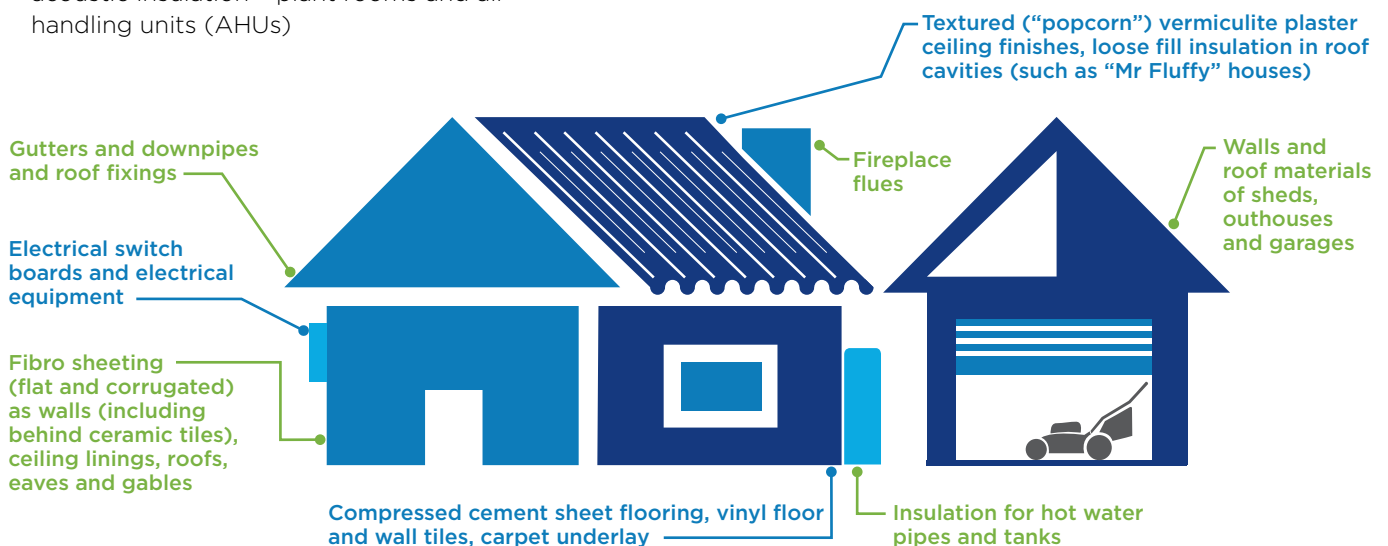 handling units (AHUs)
Textured (“popcorn”) vermiculite plaster
ceiling finishes, loose fill insulation in roof
cavities (such as “Mr Fluffy” houses)
Gutters and downpipes
and roof fixings
Fireplace
flues
Walls and
roof materials
of sheds,
outhouses
and garages
Electrical switch
boards and electrical
equipment
Fibro sheeting
(flat and corrugated)
as walls (including
behind ceramic tiles),
ceiling linings, roofs,
eaves and gables
Compressed cement sheet flooring, vinyl floor
and wall tiles, carpet underlay
Insulation for hot water
pipes and tanks